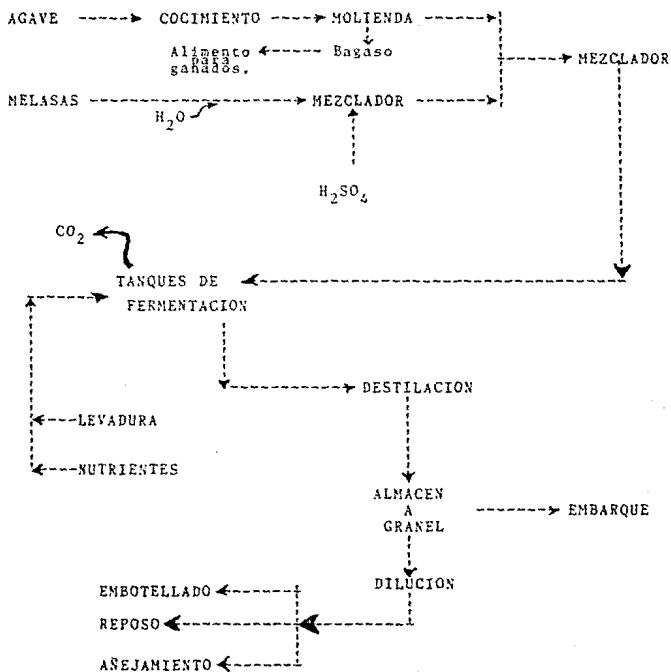 AGAVE COCIMIENTO MOLIENDA
Alimento para ganados.
Bagaso
MEZCLADOR
MELASAS
H₂O
MEZCLADOR
H₂SO₄
CO₂
TANQUES DE
FERMENTACION
DESTILACION
LEVADURA
NUTRIENTES
ALMACEN
A
GRANEL
EMBARQUE
DILUCION
EMBOTELLADO
REPOSO
AÑEJAMIENTO